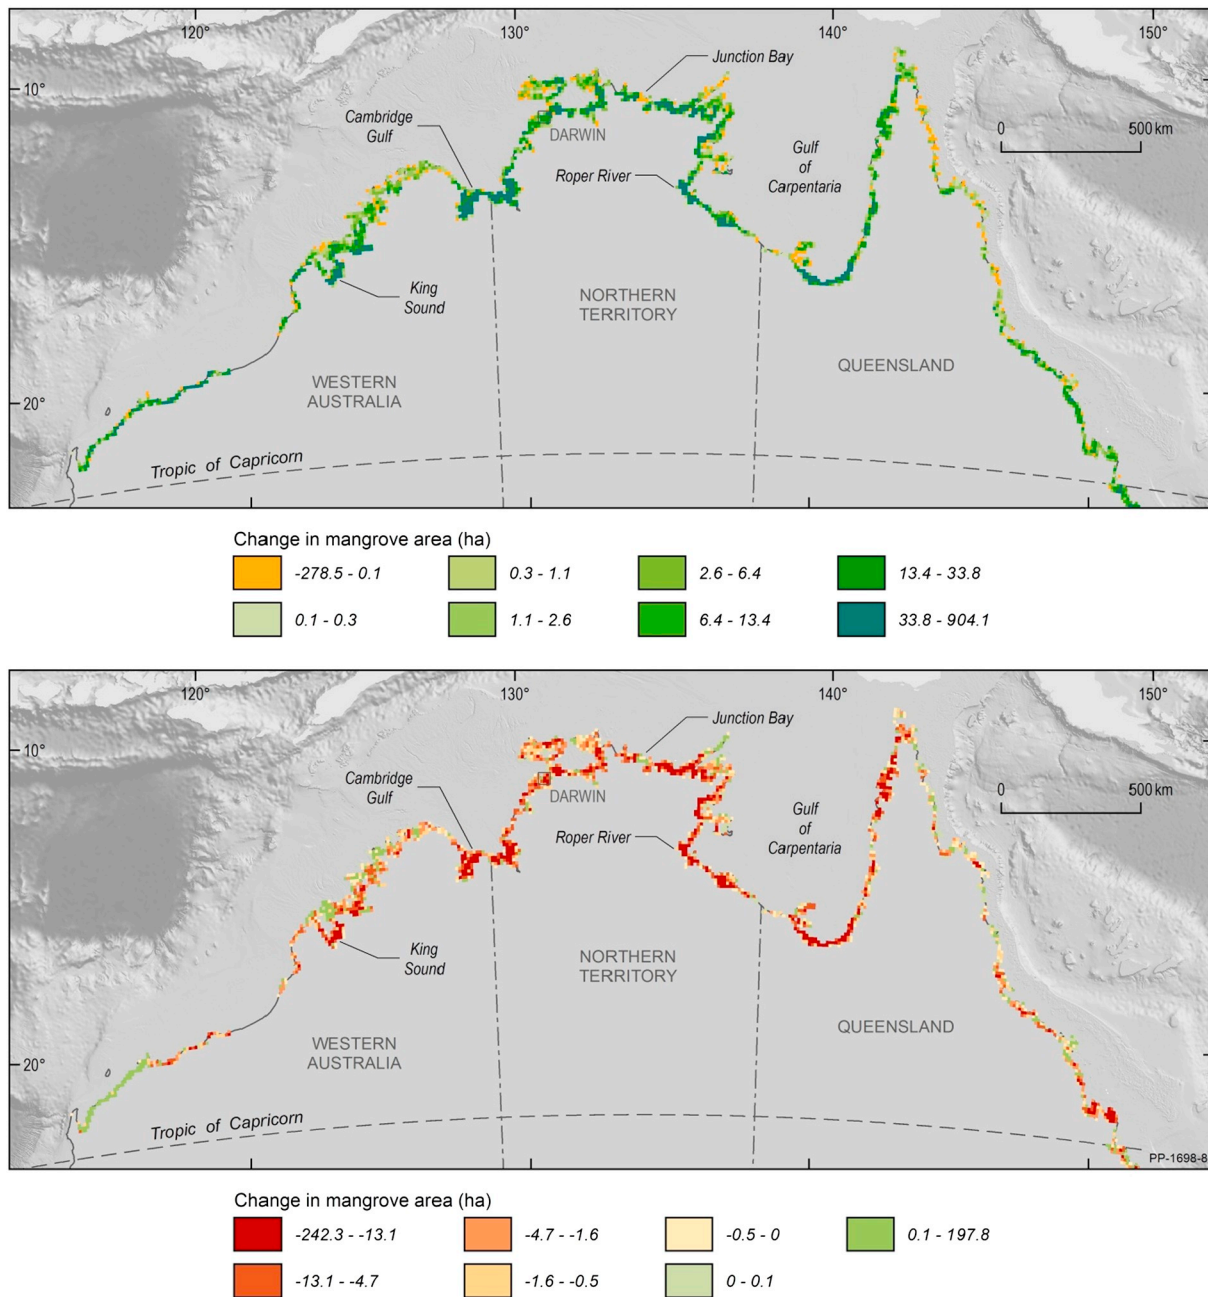 120° 130° 140° 150°
Junction Bay
10°
Cambridge
Gulf
DARWIN
0 500 km
Gulf
of
Carpentaria
Roper River
King
Sound
NORTHERN
TERRITORY
QUEENSLAND
WESTERN
AUSTRALIA
20°
Tropic of Capricorn
Change in mangrove area (ha)
-278.5 - 0.1 0.3 - 1.1 2.6 - 6.4 13.4 - 33.8
0.1 - 0.3 1.1 - 2.6 6.4 - 13.4 33.8 - 904.1
120° 130° 140° 150°
Junction Bay
10°
Cambridge
Gulf
DARWIN
0 500 km
Gulf
of
Carpentaria
Roper River
King
Sound
NORTHERN
TERRITORY
QUEENSLAND
WESTERN
AUSTRALIA
20°
Tropic of Capricorn
PP-1698-8
Change in mangrove area (ha)
-242.3 - -13.1 -4.7 - -1.6 -0.5 - 0 0.1 - 197.8
-13.1 - -4.7 -1.6 - -0.5 0 - 0.1